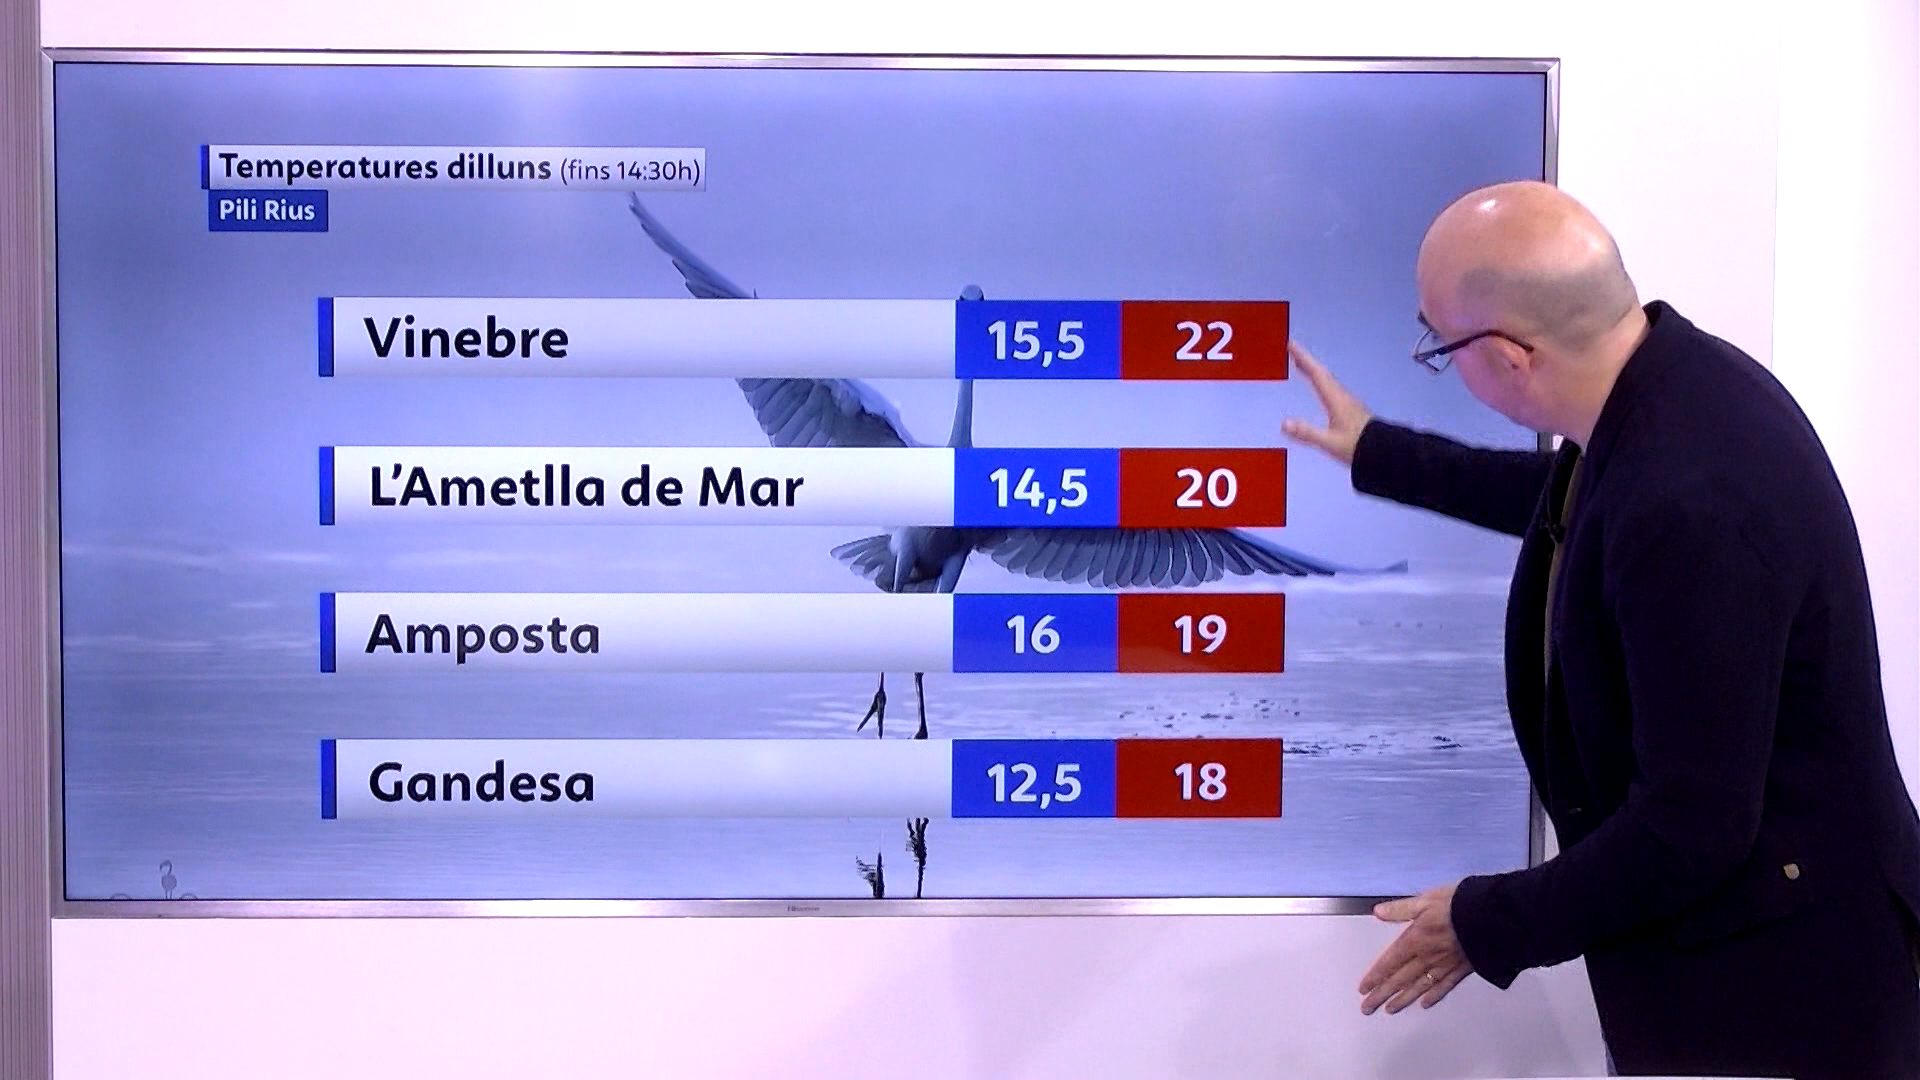 Temperatures dilluns (fins 14:30h)
Pili Rius
Vinebre 15,5 22
L'Ametlla de Mar 14,5 20
Amposta 16 19
Gandesa 12,5 18
Hisense